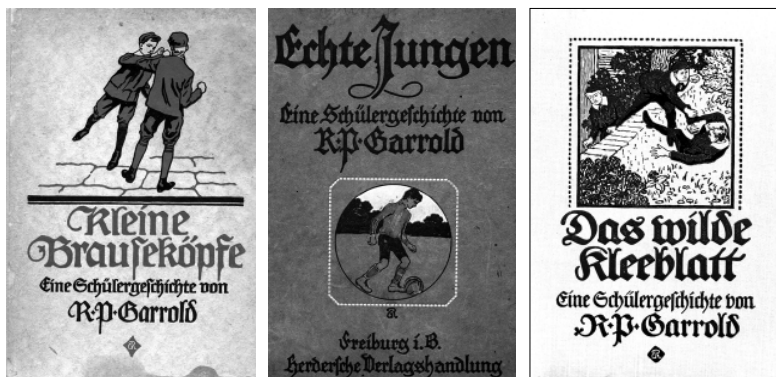 Kleine
Brauseköpfe
Eine Schülergeschichte von
R·P·Garrold
Echte Jungen
Eine Schülergeschichte von
R·P·Garrold
Freiburg i. B.
Herdersche Verlagshandlung
Das wilde
Kleeblatt
Eine Schülergeschichte von
R·P·Garrold